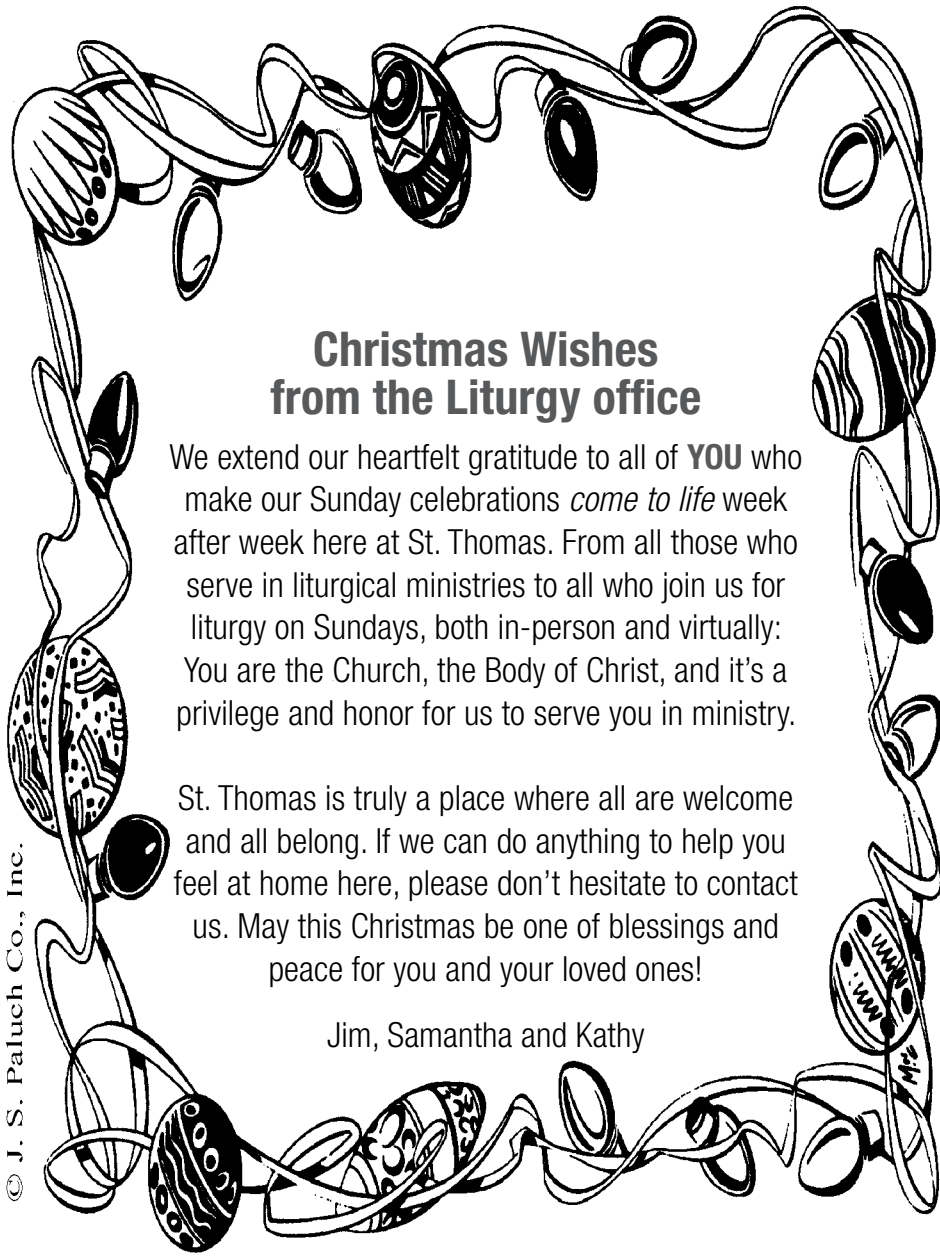 Christmas Wishes
from the Liturgy office
We extend our heartfelt gratitude to all of YOU who
make our Sunday celebrations come to life week
after week here at St. Thomas. From all those who
serve in liturgical ministries to all who join us for
liturgy on Sundays, both in-person and virtually:
You are the Church, the Body of Christ, and it’s a
privilege and honor for us to serve you in ministry.
St. Thomas is truly a place where all are welcome
and all belong. If we can do anything to help you
feel at home here, please don’t hesitate to contact
us. May this Christmas be one of blessings and
peace for you and your loved ones!
Jim, Samantha and Kathy
© J. S. Paluch Co., Inc.